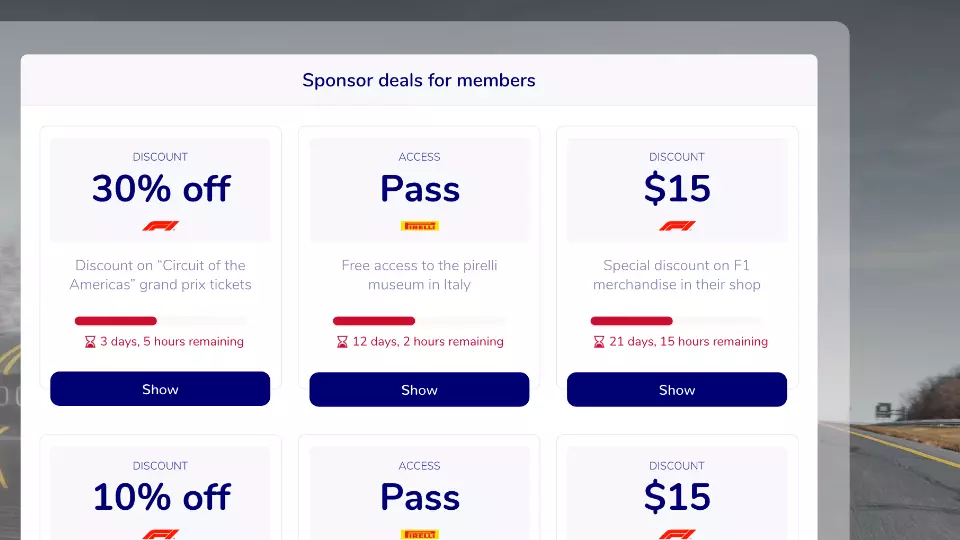 Sponsor deals for members
DISCOUNT
30% off
F1
Discount on “Circuit of the
Americas” grand prix tickets
3 days, 5 hours remaining
Show
ACCESS
Pass
PIRELLI
Free access to the pirelli
museum in Italy
12 days, 2 hours remaining
Show
DISCOUNT
$15
F1
Special discount on F1
merchandise in their shop
21 days, 15 hours remaining
Show
DISCOUNT
10% off
F1
ACCESS
Pass
PIRELLI
DISCOUNT
$15
F1